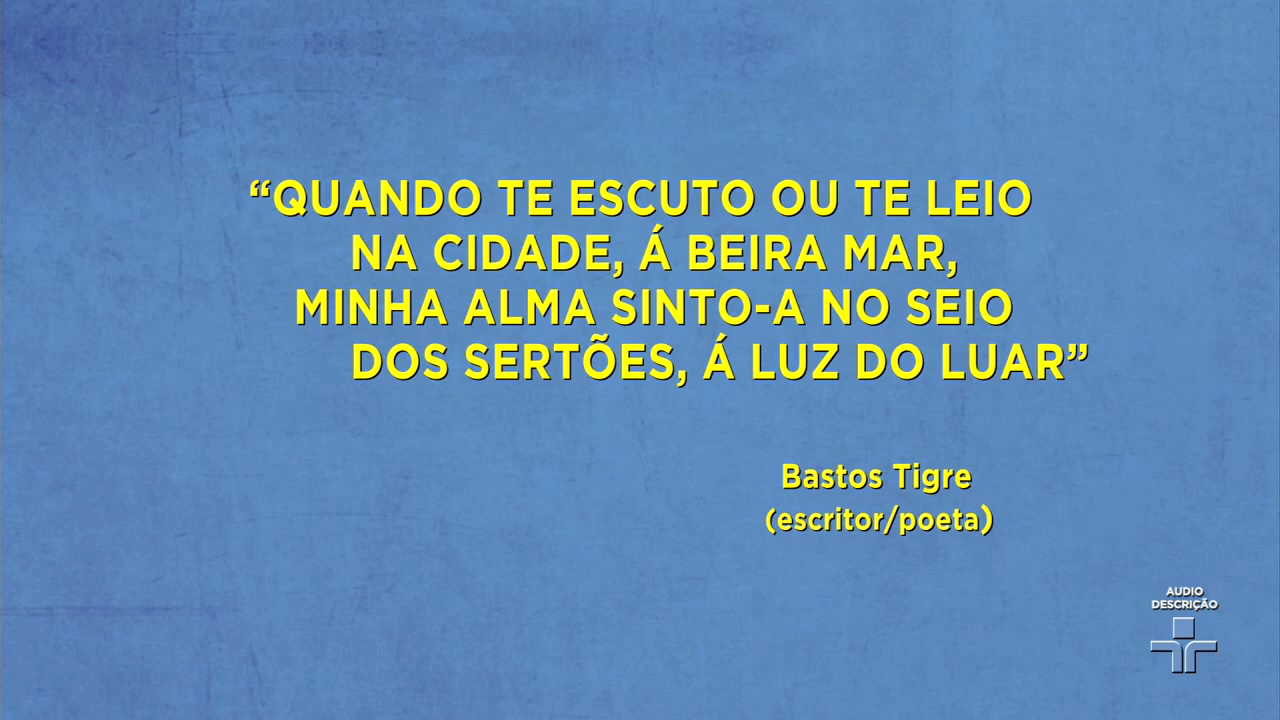 “QUANDO TE ESCUTO OU TE LEIO
NA CIDADE, Á BEIRA MAR,
MINHA ALMA SINTO-A NO SEIO
DOS SERTÕES, Á LUZ DO LUAR”
Bastos Tigre
(escritor/poeta)
AUDIO
DESCRIÇÃO